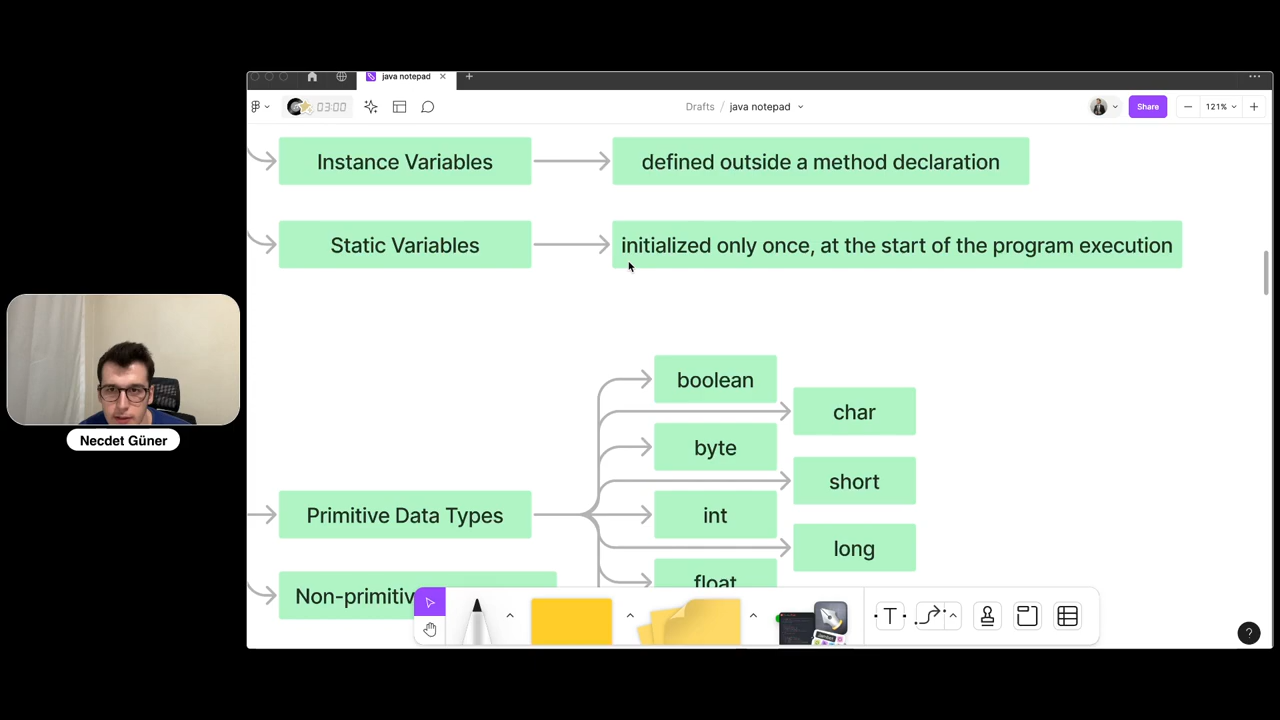 java notepad
03:00
Drafts / java notepad
Share
121%
Instance Variables
defined outside a method declaration
Static Variables
initialized only once, at the start of the program execution
boolean
char
byte
short
Primitive Data Types
int
long
float
Non-primitiv
Necdet Güner
T
?